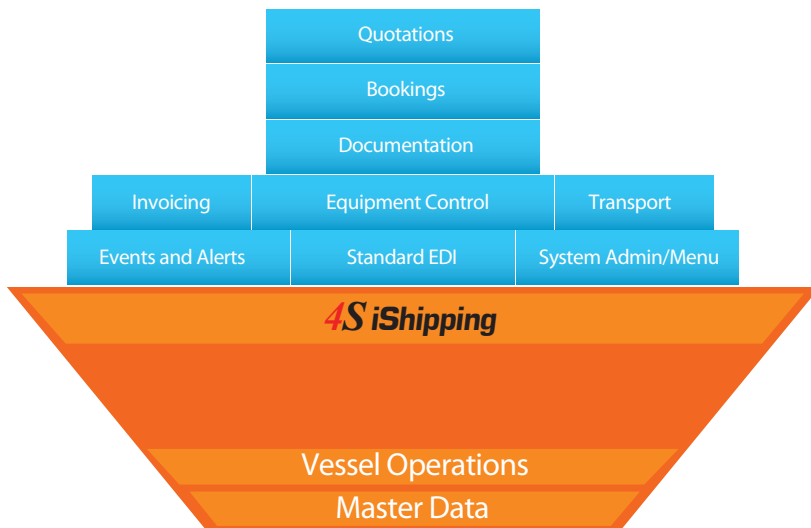 Quotations
Bookings
Documentation
Invoicing
Equipment Control
Transport
Events and Alerts
Standard EDI
System Admin/Menu
4S iShipping
Vessel Operations
Master Data